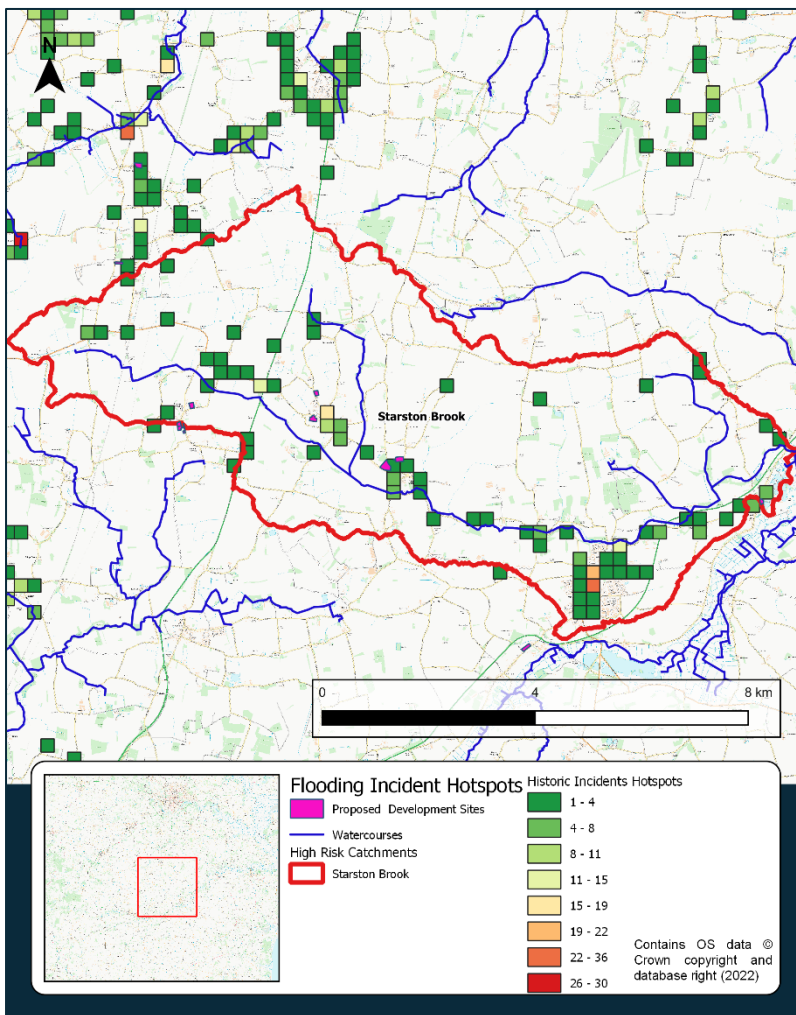 N
Starston Brook
0
4
8 km
Flooding Incident Hotspots
Proposed Development Sites
Watercourses
High Risk Catchments
Starston Brook
Historic Incidents Hotspots
1 - 4
4 - 8
8 - 11
11 - 15
15 - 19
19 - 22
22 - 36
26 - 30
Contains OS data ©
Crown copyright and
database right (2022)